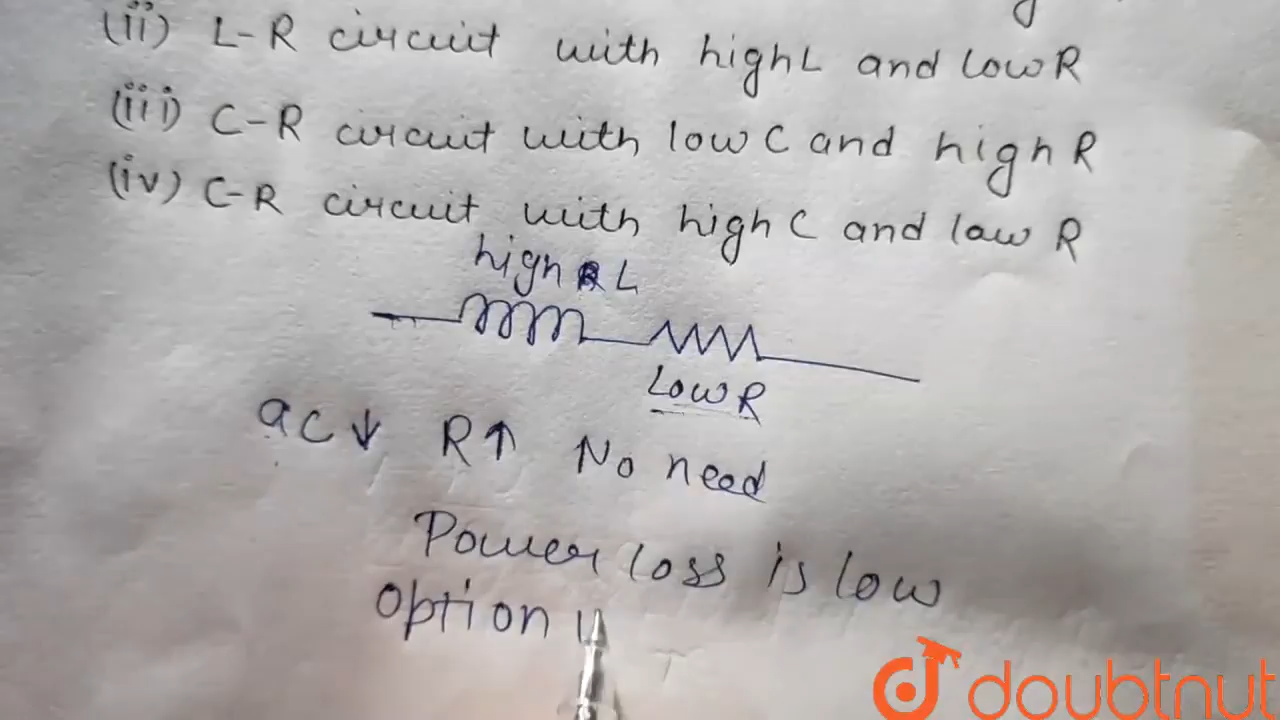 (ii) L-R circuit with high L and low R
(iii) C-R circuit with low C and high R
(iv) C-R circuit with high C and law R
high L
Low R
ac↓ R↑ No need
Power loss is low
option
doubtnut